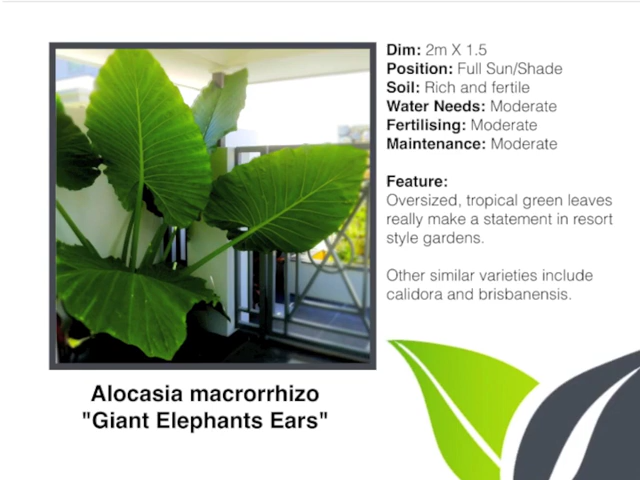 Dim: 2m X 1.5
Position: Full Sun/Shade
Soil: Rich and fertile
Water Needs: Moderate
Fertilising: Moderate
Maintenance: Moderate
Feature:
Oversized, tropical green leaves
really make a statement in resort
style gardens.
Other similar varieties include
calidora and brisbanensis.
Alocasia macrorrhizo
"Giant Elephants Ears"